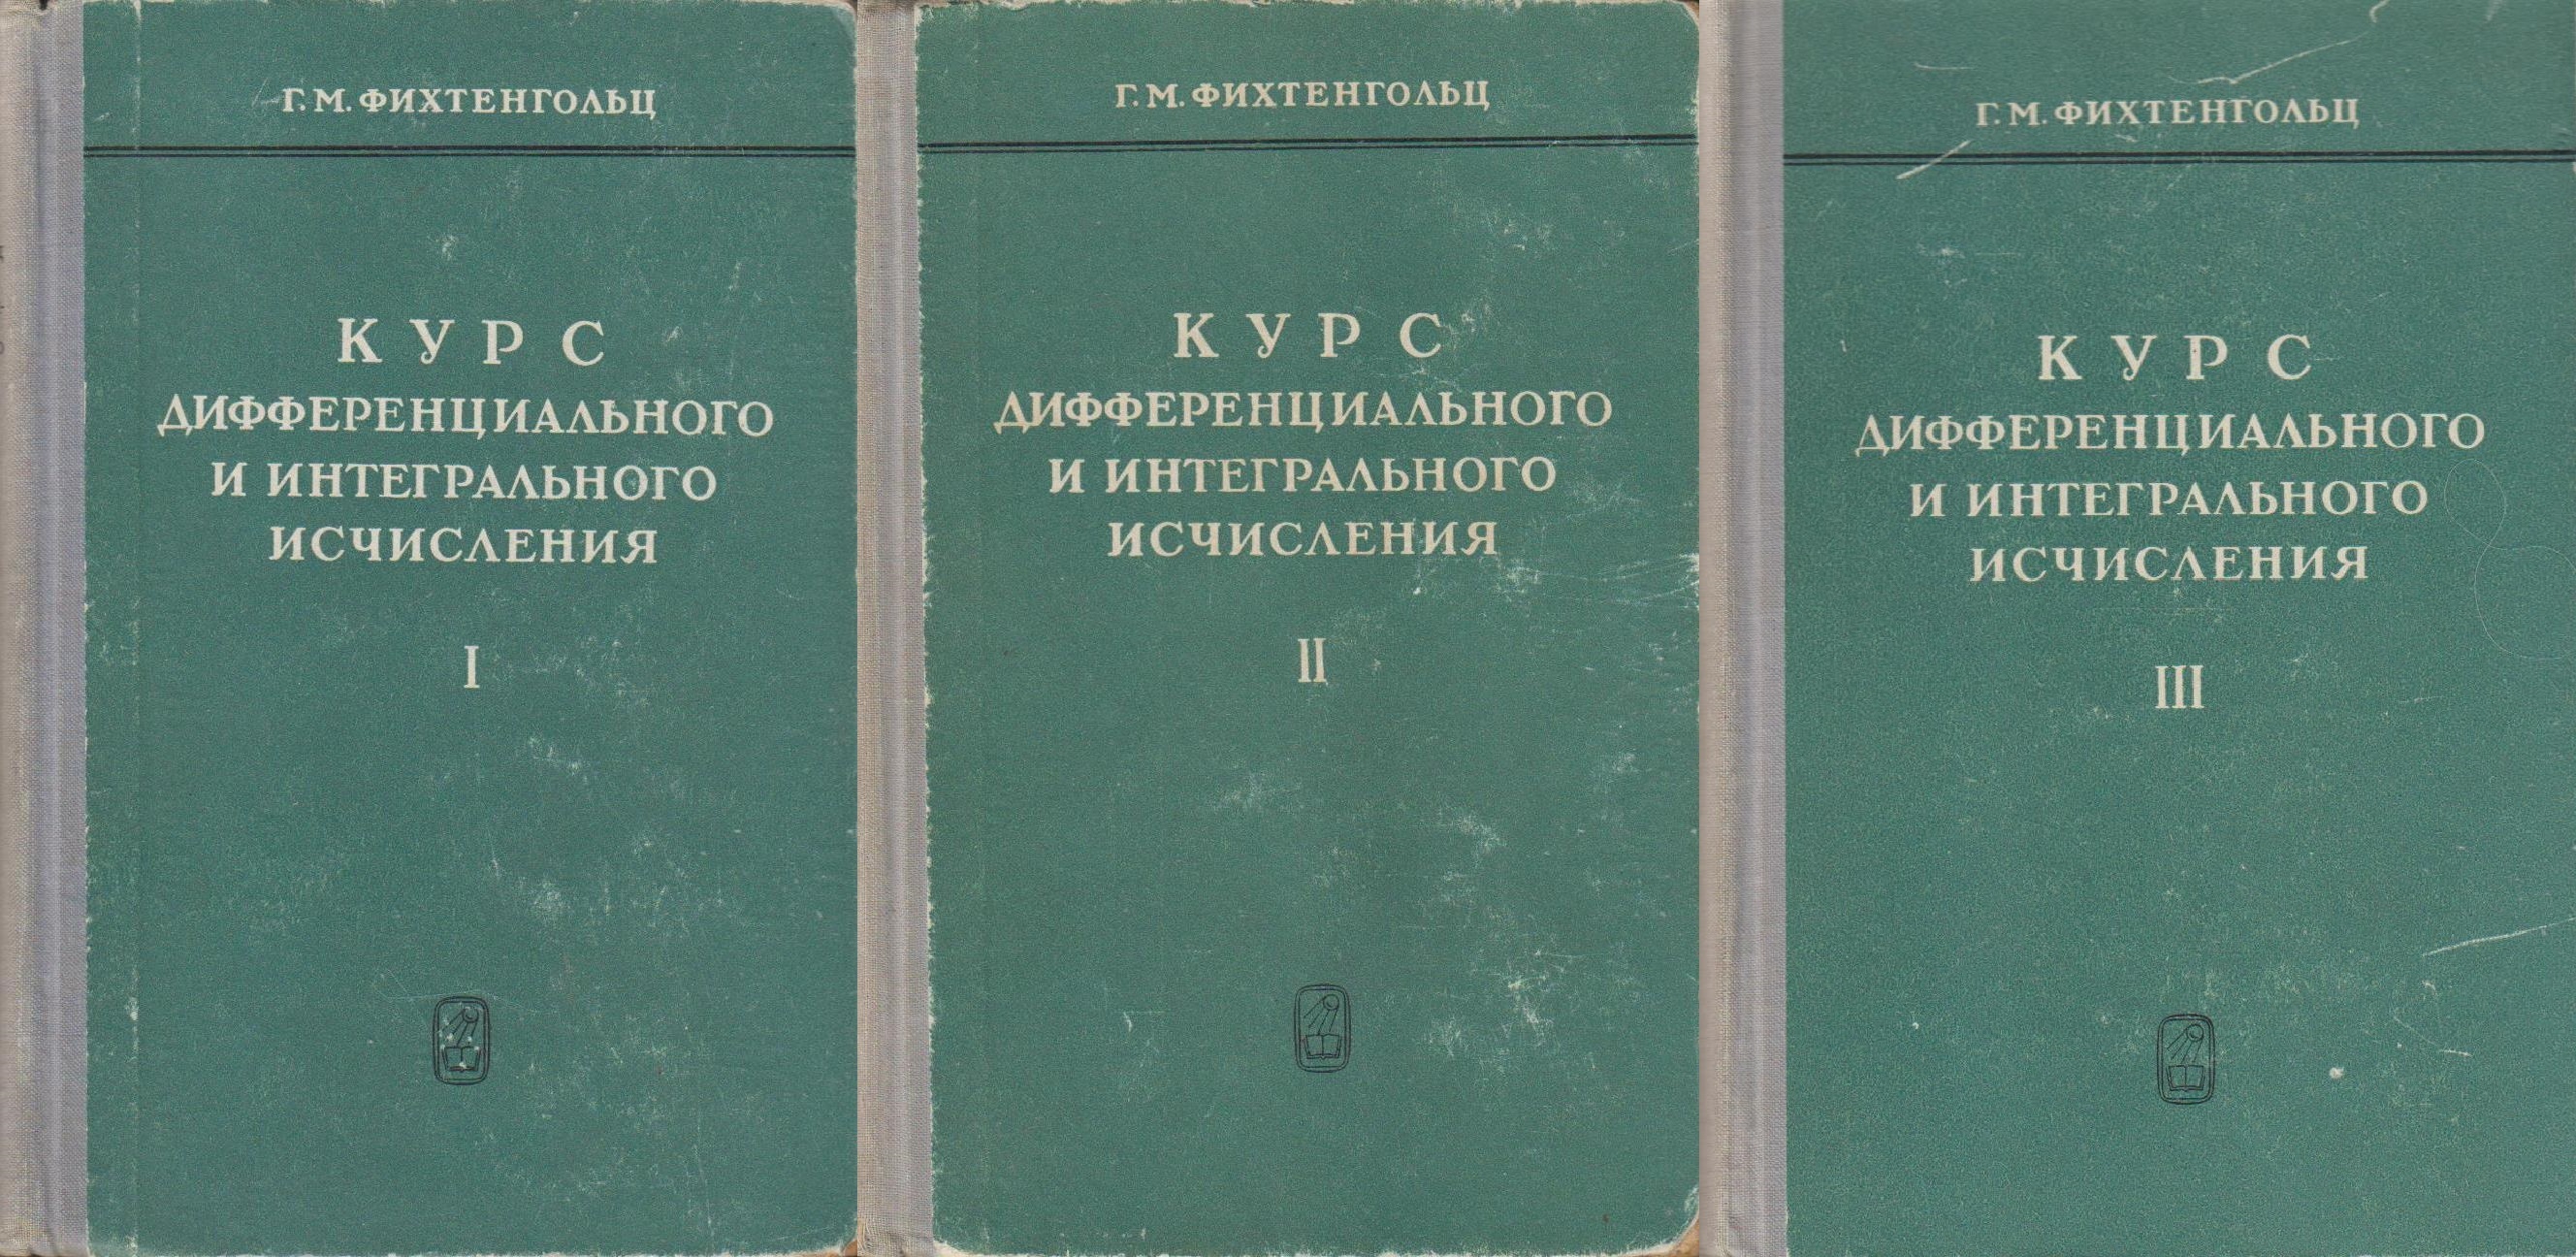 Г. М. ФИХТЕНГОЛЬЦ
КУРС
ДИФФЕРЕНЦИАЛЬНОГО
И ИНТЕГРАЛЬНОГО
ИСЧИСЛЕНИЯ
I
Г. М. ФИХТЕНГОЛЬЦ
КУРС
ДИФФЕРЕНЦИАЛЬНОГО
И ИНТЕГРАЛЬНОГО
ИСЧИСЛЕНИЯ
II
Г. М. ФИХТЕНГОЛЬЦ
КУРС
ДИФФЕРЕНЦИАЛЬНОГО
И ИНТЕГРАЛЬНОГО
ИСЧИСЛЕНИЯ
III